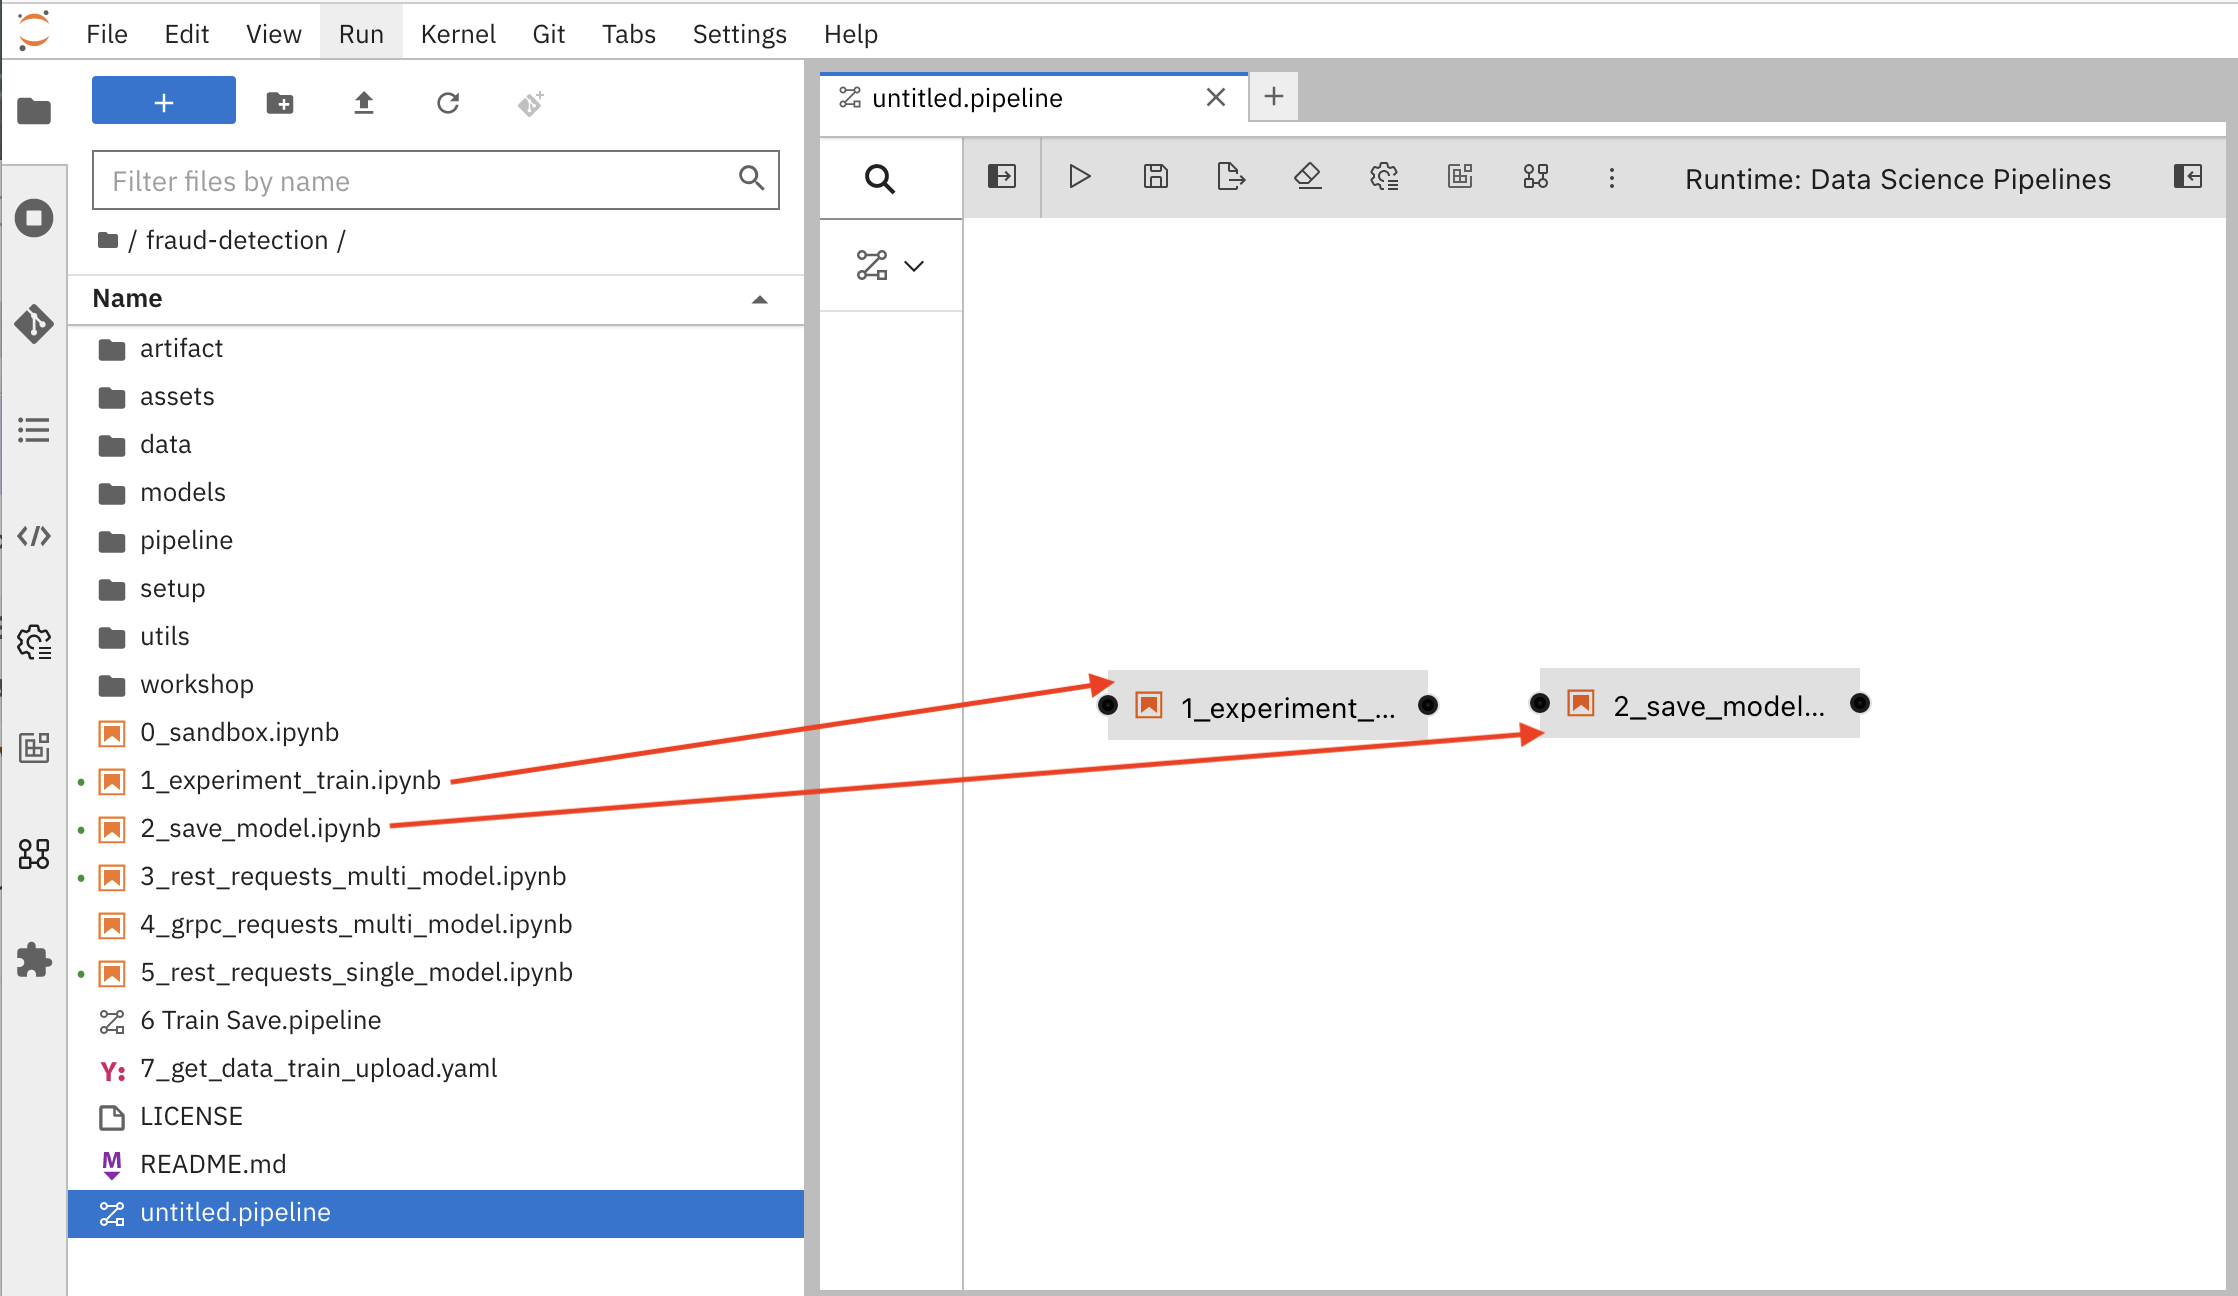 File Edit View Run Kernel Git Tabs Settings Help
untitled.pipeline
Filter files by name
Runtime: Data Science Pipelines
/ fraud-detection /
Name
artifact
assets
data
models
pipeline
setup
utils
workshop
0_sandbox.ipynb
1_experiment_train.ipynb
2_save_model.ipynb
3_rest_requests_multi_model.ipynb
4_grpc_requests_multi_model.ipynb
5_rest_requests_single_model.ipynb
6 Train Save.pipeline
Y: 7_get_data_train_upload.yaml
LICENSE
M README.md
untitled.pipeline
1_experiment_...
2_save_model...